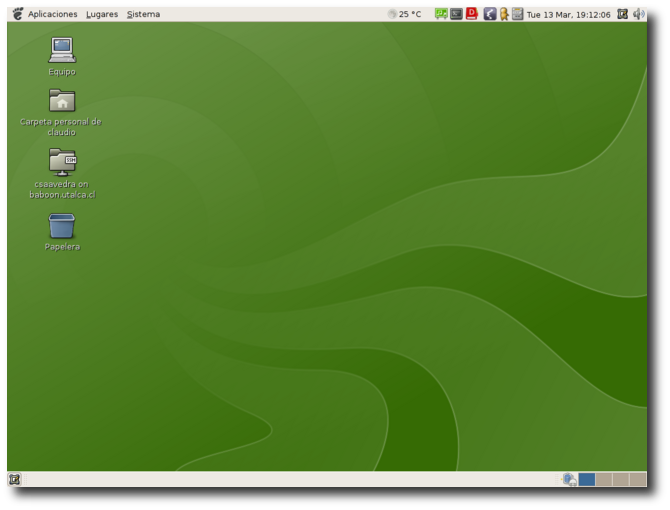 Aplicaciones Lugares Sistema 25 °C Tue 13 Mar, 19:12:06
Equipo
Carpeta personal de
claudio
csaavedra on
baboon.utalca.cl
Papelera